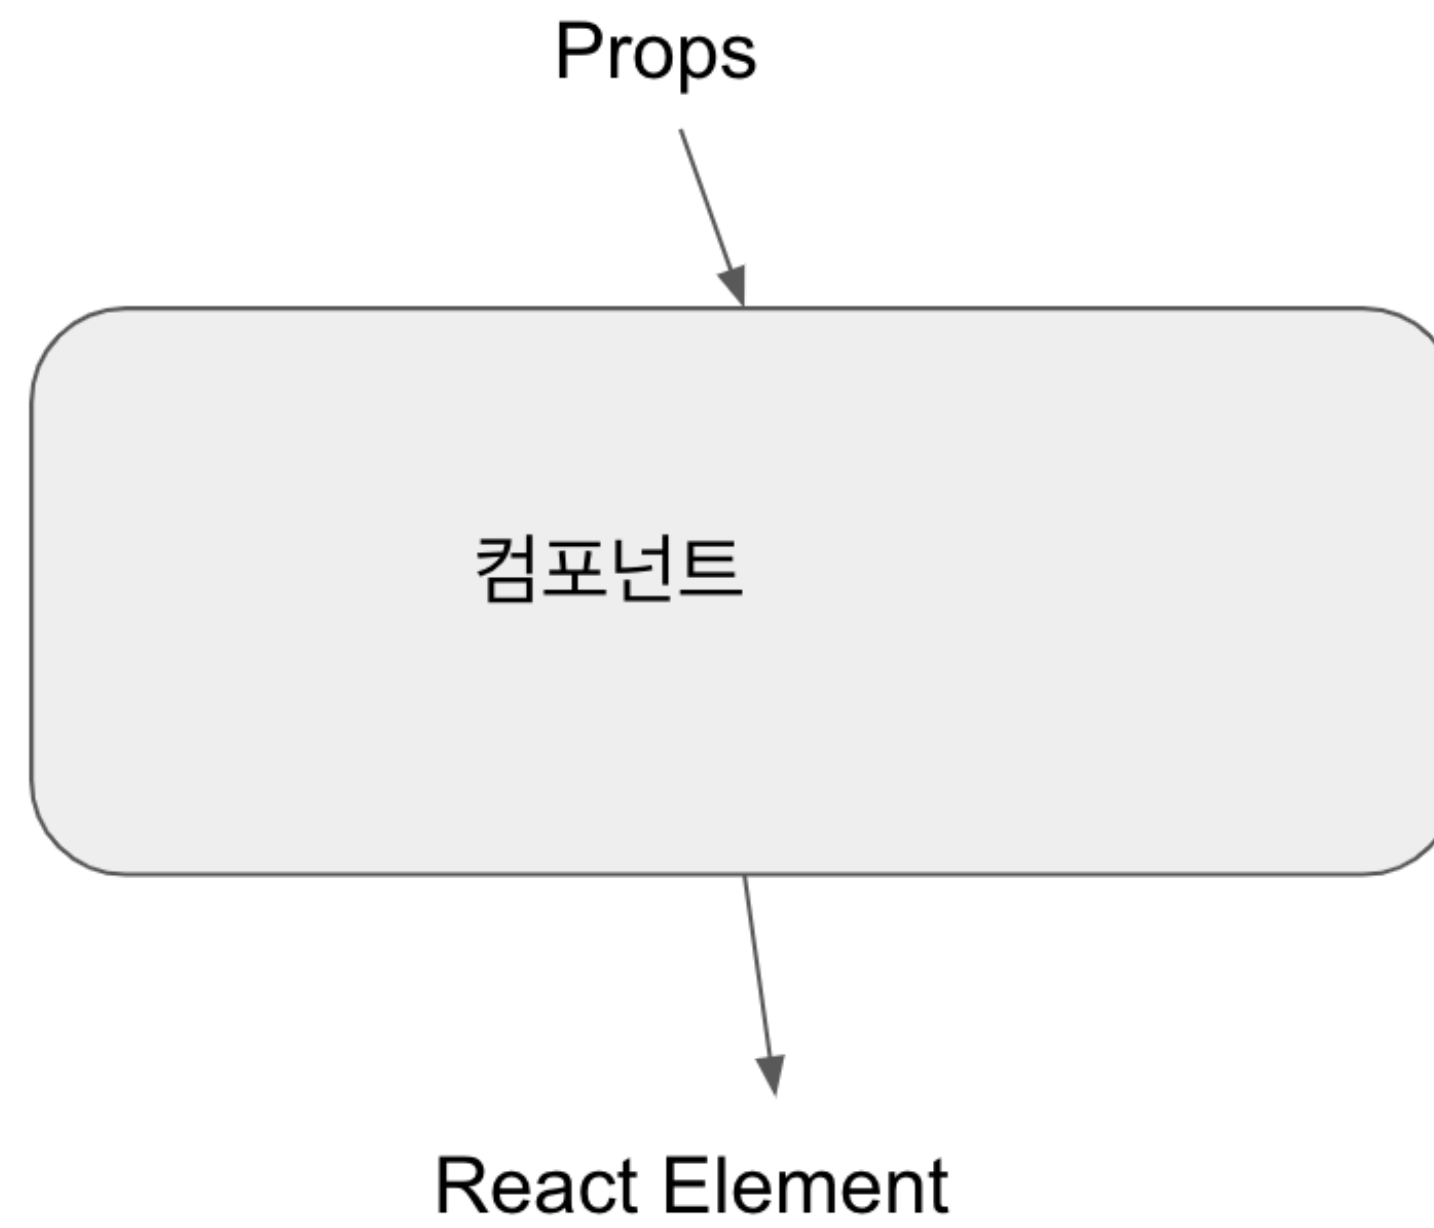 Props
컴포넌트
React Element